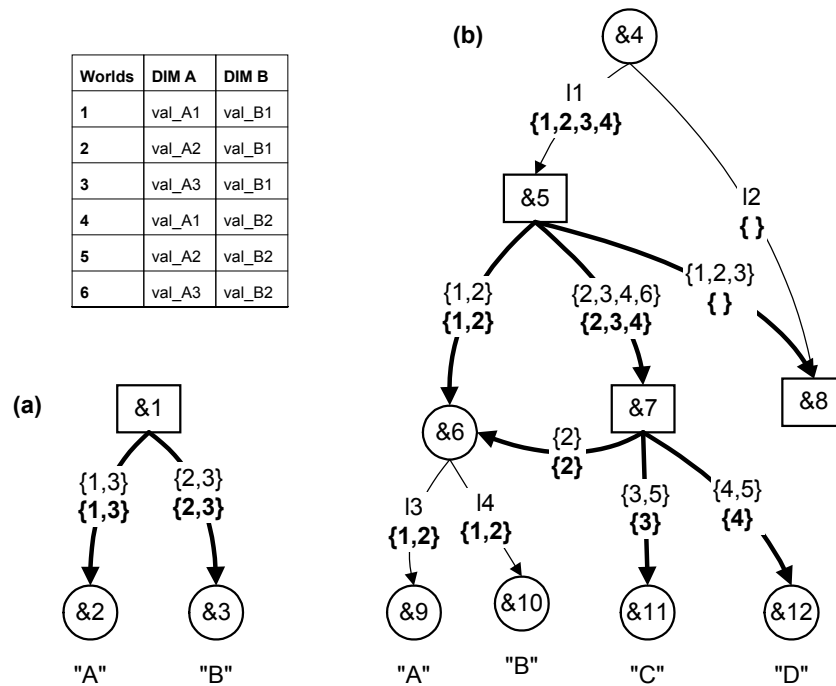 (b)
&4
Worlds DIM A DIM B
1 val_A1 val_B1
2 val_A2 val_B1
3 val_A3 val_B1
4 val_A1 val_B2
5 val_A2 val_B2
6 val_A3 val_B2
l1
{1,2,3,4}
&5
l2
{ }
{1,2}
{1,2}
{2,3,4,6}
{2,3,4}
{1,2,3}
{ }
(a)
&1
&6
&7
&8
{2}
{2}
{1,3}
{1,3}
{2,3}
{2,3}
l3
{1,2}
l4
{1,2}
{3,5}
{3}
{4,5}
{4}
&2
&3
&9
&10
&11
&12
"A"
"B"
"A"
"B"
"C"
"D"